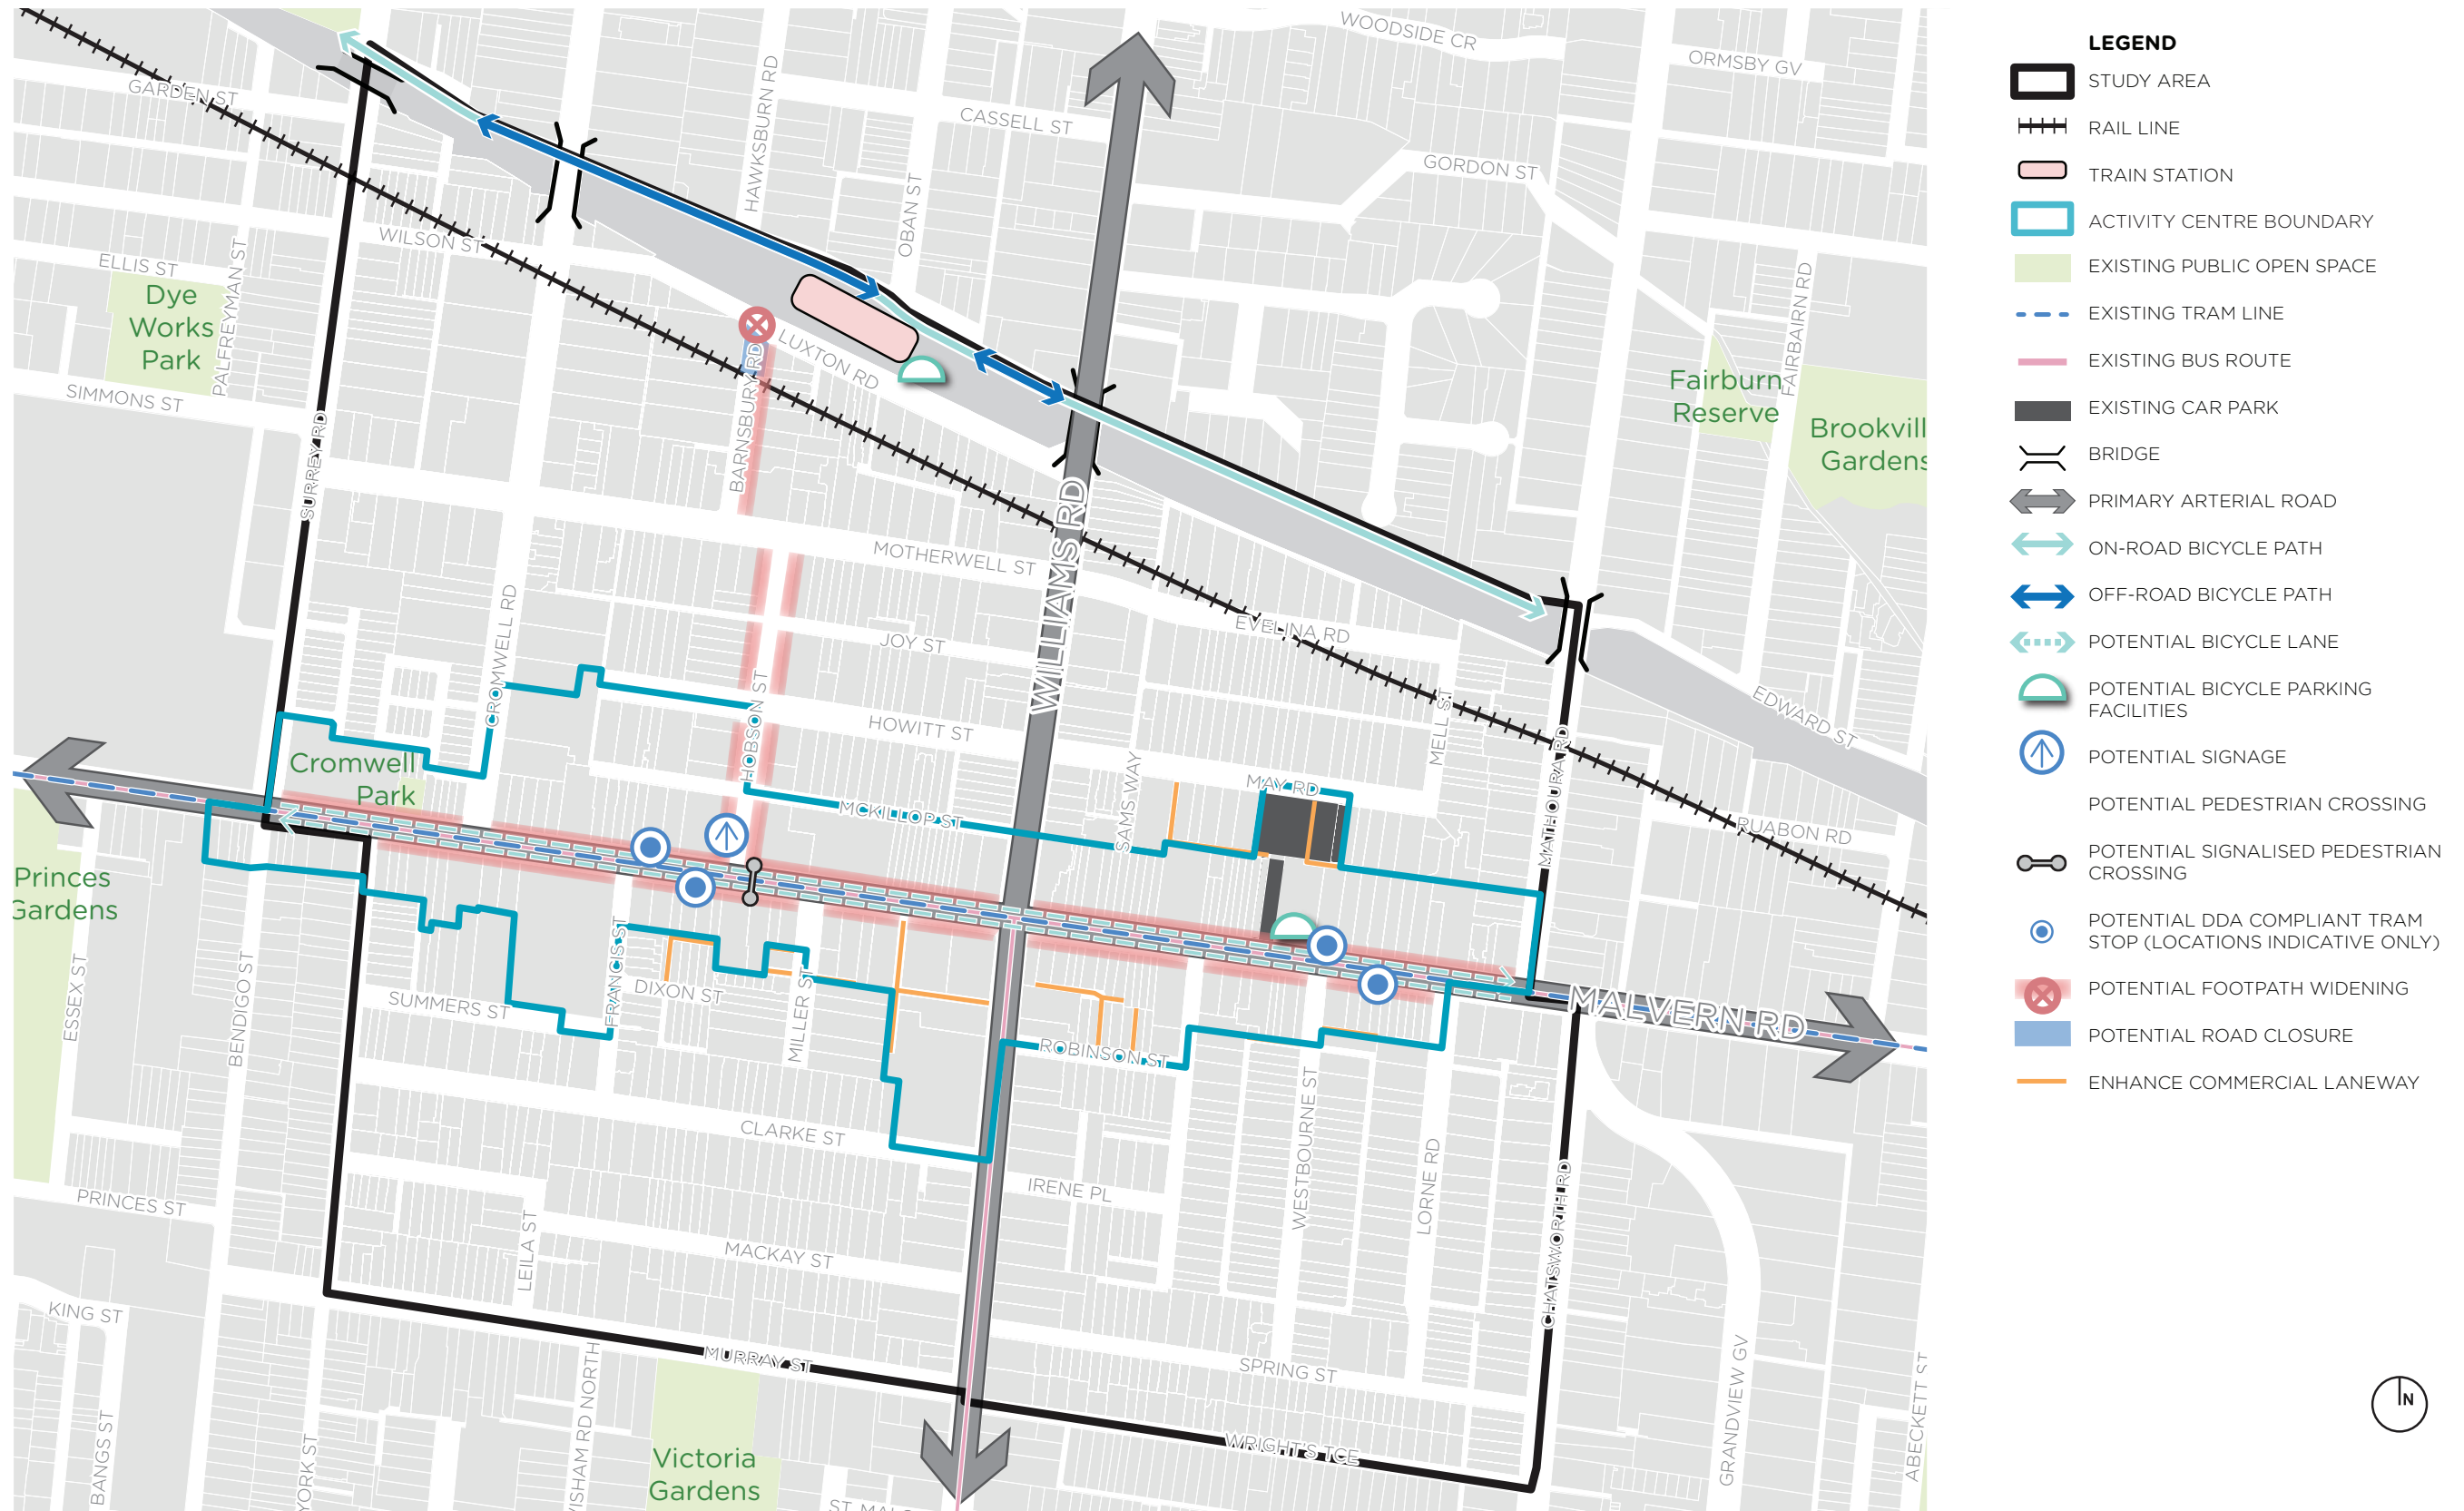 WOODSIDE CR
ORMSBY GV
GARDEN ST
HAWKSBURN RD
CASSELL ST
GORDON ST
OBAN ST
WILSON ST
ELLIS ST
PALFREYMAN ST
FAIRBAIRN RD
Dye
Works
Park
LUXTON RD
BARNSBURY RD
SIMMONS ST
Fairburn
Reserve
Brookvill
Gardens
SURREY RD
WILLIAMS RD
MOTHERWELL ST
EVELINA RD
JOY ST
CROMWELL RD
HOBSON ST
HOWITT ST
MELL ST
EDWARD ST
MATHOURA RD
Cromwell
Park
MAY RD
SAMS WAY
MCKILLOP ST
RUABON RD
Princes
Gardens
ESSEX ST
BENDIGO ST
SUMMERS ST
FRANCIS ST
DIXON ST
MILLER ST
MALVERN RD
ROBINSON ST
WESTBOURNE ST
LORNE RD
CHATSWORTH RD
CLARKE ST
IRENE PL
PRINCES ST
LEILA ST
MACKAY ST
KING ST
MURRAY ST
SPRING ST
GRANDVIEW GV
ABECKETT ST
WRIGHT'S TCE
BANGS ST
YORK ST
WISHAM RD NORTH
Victoria
Gardens
LEGEND
STUDY AREA
RAIL LINE
TRAIN STATION
ACTIVITY CENTRE BOUNDARY
EXISTING PUBLIC OPEN SPACE
EXISTING TRAM LINE
EXISTING BUS ROUTE
EXISTING CAR PARK
BRIDGE
PRIMARY ARTERIAL ROAD
ON-ROAD BICYCLE PATH
OFF-ROAD BICYCLE PATH
POTENTIAL BICYCLE LANE
POTENTIAL BICYCLE PARKING
FACILITIES
POTENTIAL SIGNAGE
POTENTIAL PEDESTRIAN CROSSING
POTENTIAL SIGNALISED PEDESTRIAN
CROSSING
POTENTIAL DDA COMPLIANT TRAM
STOP (LOCATIONS INDICATIVE ONLY)
POTENTIAL FOOTPATH WIDENING
POTENTIAL ROAD CLOSURE
ENHANCE COMMERCIAL LANEWAY
N